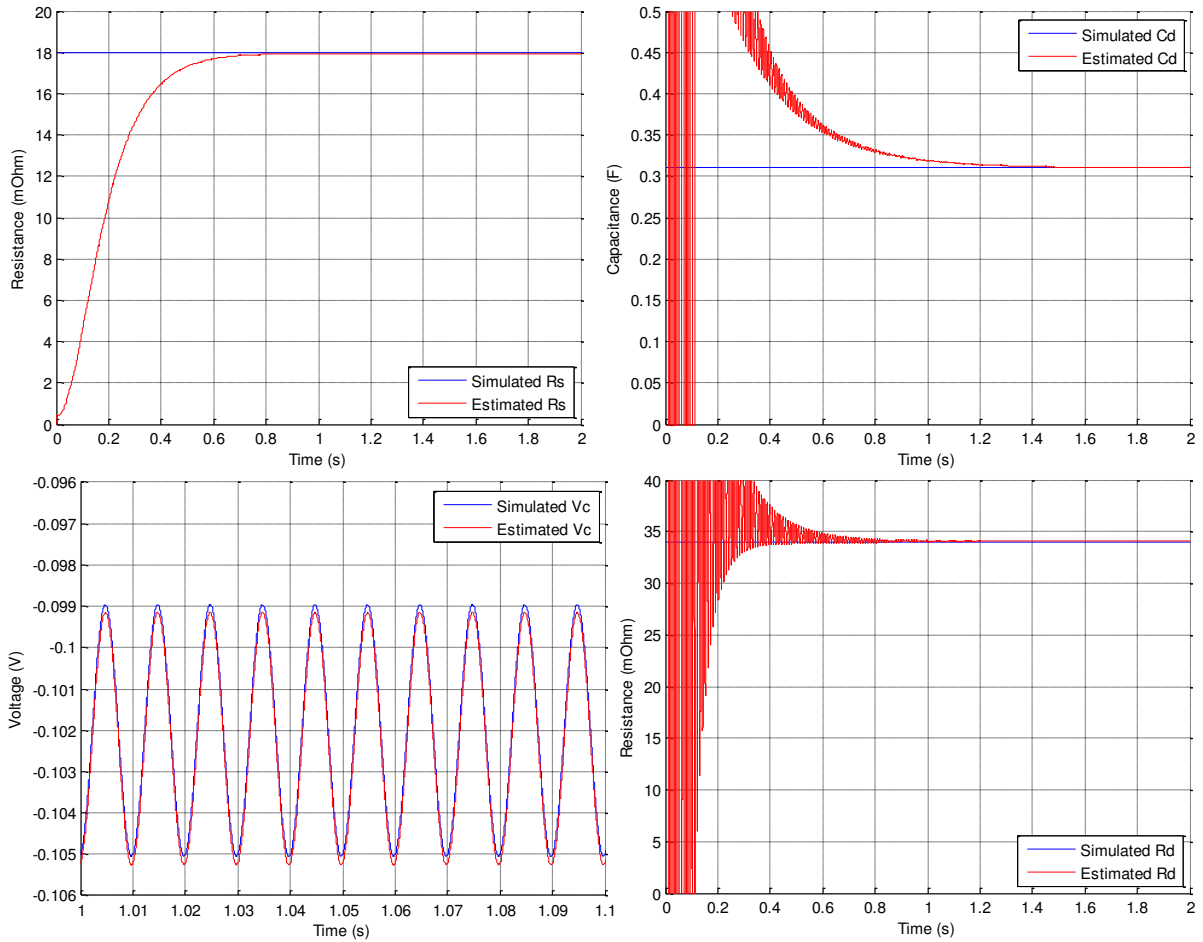 20
18
16
14
12
10
8
6
4
2
0
Resistance (mOhm)
Simulated Rs
Estimated Rs
0 0.2 0.4 0.6 0.8 1 1.2 1.4 1.6 1.8 2
Time (s)
0.5
0.45
0.4
0.35
0.3
0.25
0.2
0.15
0.1
0.05
0
Capacitance (F)
Simulated Cd
Estimated Cd
0 0.2 0.4 0.6 0.8 1 1.2 1.4 1.6 1.8 2
Time (s)
-0.096
-0.097
-0.098
-0.099
-0.1
-0.101
-0.102
-0.103
-0.104
-0.105
-0.106
Voltage (V)
Simulated Vc
Estimated Vc
1 1.01 1.02 1.03 1.04 1.05 1.06 1.07 1.08 1.09 1.1
Time (s)
40
35
30
25
20
15
10
5
0
Resistance (mOhm)
Simulated Rd
Estimated Rd
0 0.2 0.4 0.6 0.8 1 1.2 1.4 1.6 1.8 2
Time (s)